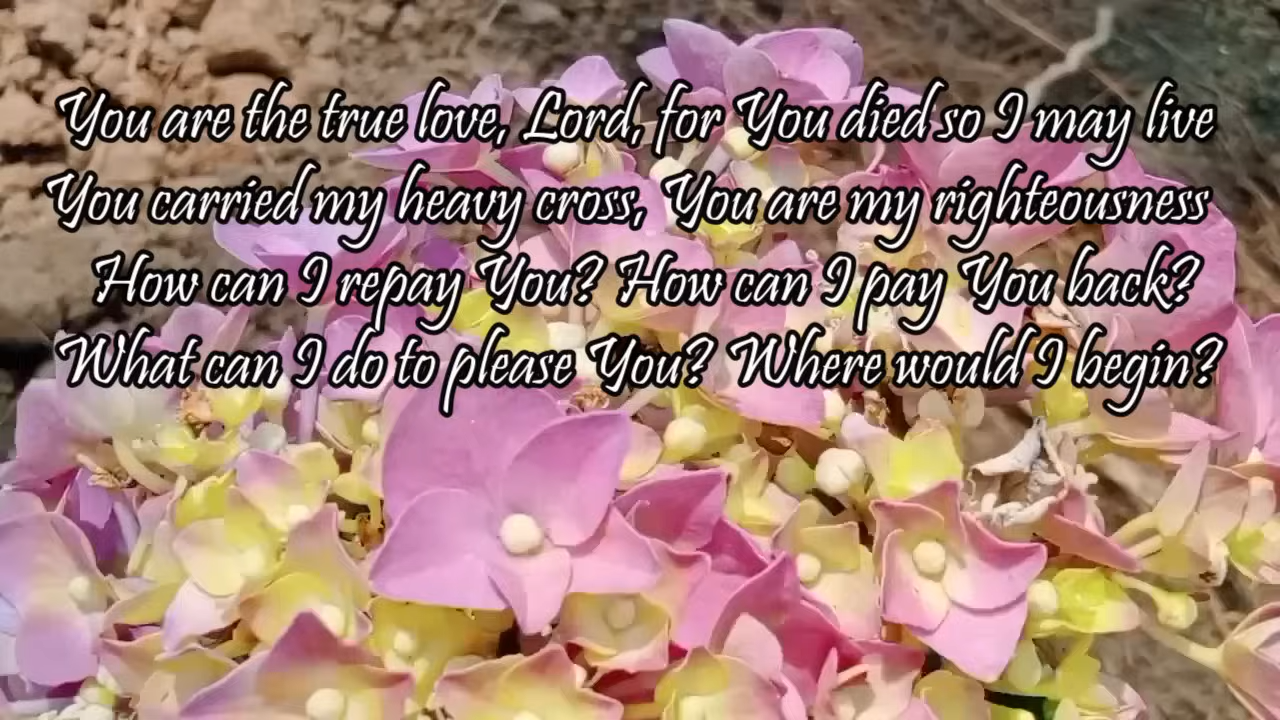 You are the true love, Lord, for You died so I may live
You carried my heavy cross, You are my righteousness
How can I repay You? How can I pay You back?
What can I do to please You? Where would I begin?